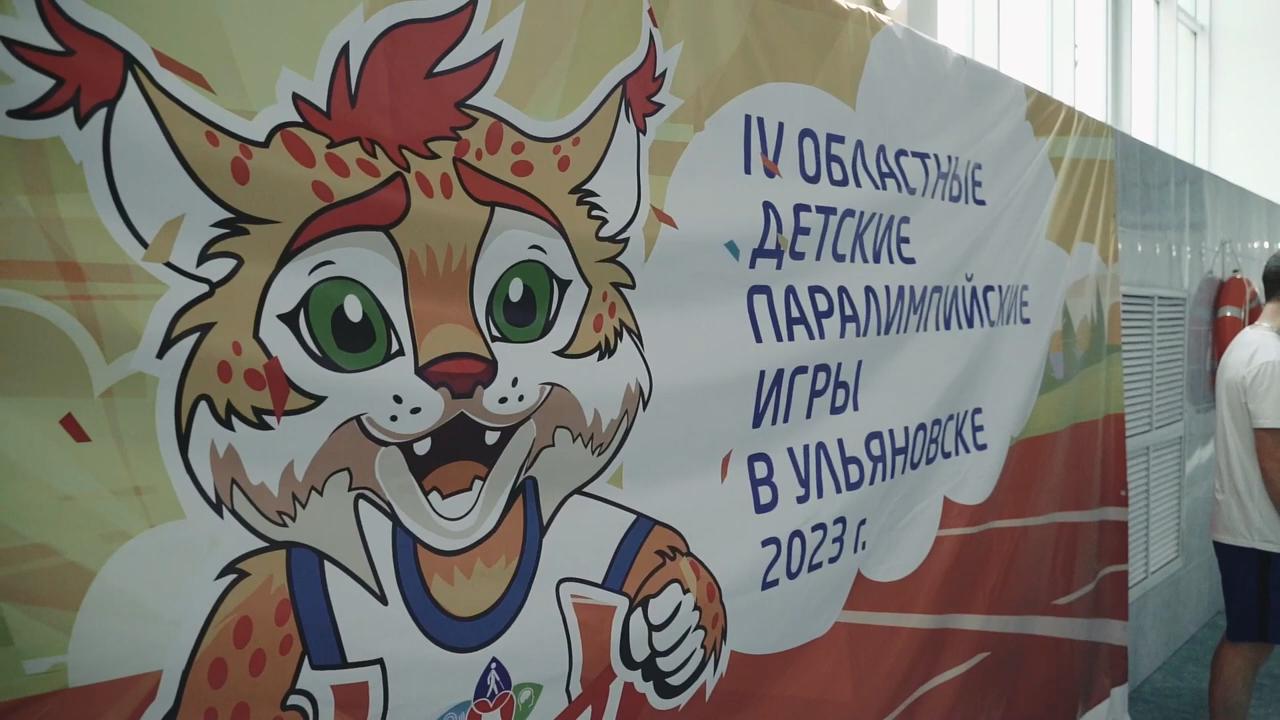 IV ОБЛАСТНЫЕ
ДЕТСКИЕ
ПАРАЛИМПИЙСКИЕ
ИГРЫ
В УЛЬЯНОВСКЕ
2023 г.